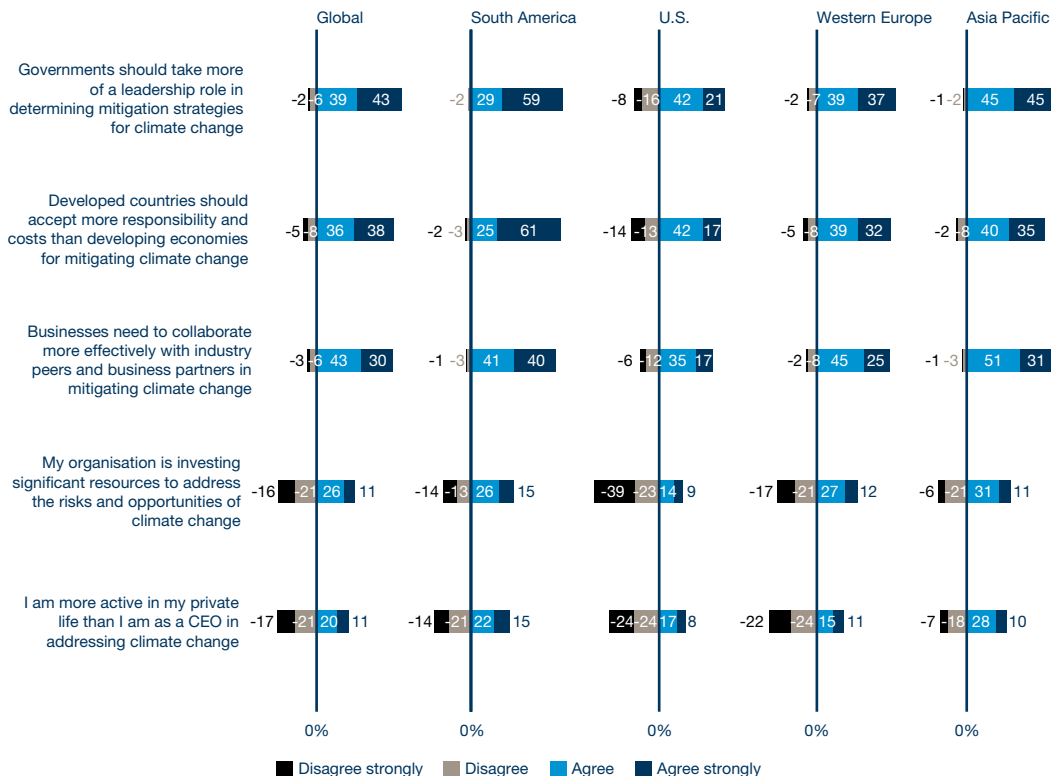 Global South America U.S. Western Europe Asia Pacific
Governments should take more
of a leadership role in
determining mitigation strategies
for climate change
-2 -6 39 43 -2 29 59 -8 -16 42 21 -2 -7 39 37 -1 -2 45 45
Developed countries should
accept more responsibility and
costs than developing economies
for mitigating climate change
-5 -8 36 38 -2 -3 25 61 -14 -13 42 17 -5 -8 39 32 -2 -8 40 35
Businesses need to collaborate
more effectively with industry
peers and business partners in
mitigating climate change
-3 -6 43 30 -1 -3 41 40 -6 -12 35 17 -2 -8 45 25 -1 -3 51 31
My organisation is investing
significant resources to address
the risks and opportunities of
climate change
-16 -21 26 11 -14 -13 26 15 -39 -23 14 9 -17 -21 27 12 -6 -21 31 11
I am more active in my private
life than I am as a CEO in
addressing climate change
-17 -21 20 11 -14 -21 22 15 -24 -24 17 8 -22 -24 15 11 -7 -18 28 10
0% 0% 0% 0% 0%
Disagree strongly Disagree Agree Agree strongly